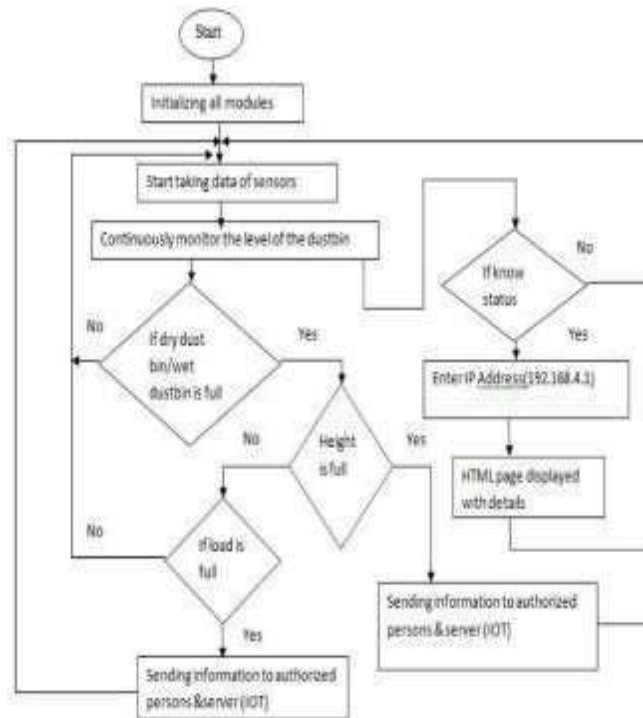 Start
Initializing all modules
Start taking data of sensors
Continuously monitor the level of the dustbin
If know
status
No
Yes
No
If dry dust
bin/wet
dustbin is full
Yes
Enter IP Address(192.168.4.1)
HTML page displayed
with details
No
Height
is full
Yes
No
If load is
full
Yes
Sending information to authorized
persons & server (IOT)
Sending information to authorized
persons &server (IOT)